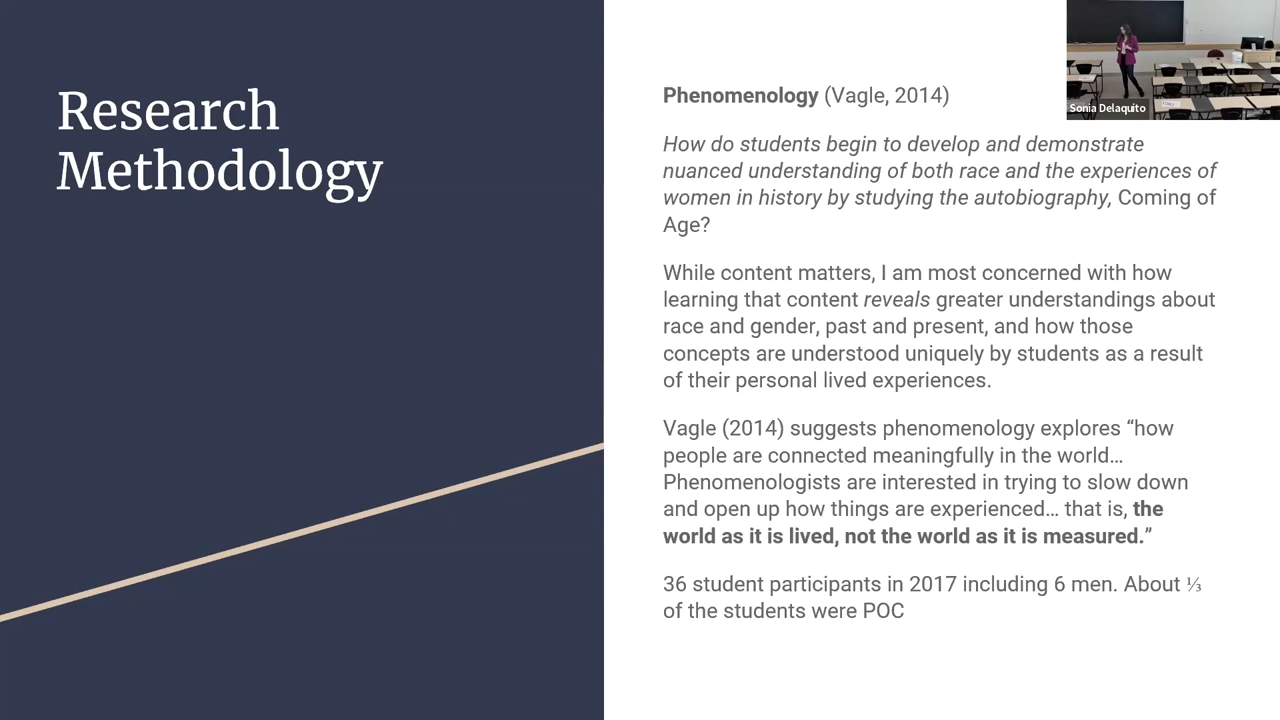 Research
Methodology
Phenomenology (Vagle, 2014)
How do students begin to develop and demonstrate
nuanced understanding of both race and the experiences of
women in history by studying the autobiography, Coming of
Age?
While content matters, I am most concerned with how
learning that content reveals greater understandings about
race and gender, past and present, and how those
concepts are understood uniquely by students as a result
of their personal lived experiences.
Vagle (2014) suggests phenomenology explores “how
people are connected meaningfully in the world…
Phenomenologists are interested in trying to slow down
and open up how things are experienced… that is, the
world as it is lived, not the world as it is measured.”
36 student participants in 2017 including 6 men. About ⅓
of the students were POC
Sonia Delaquito